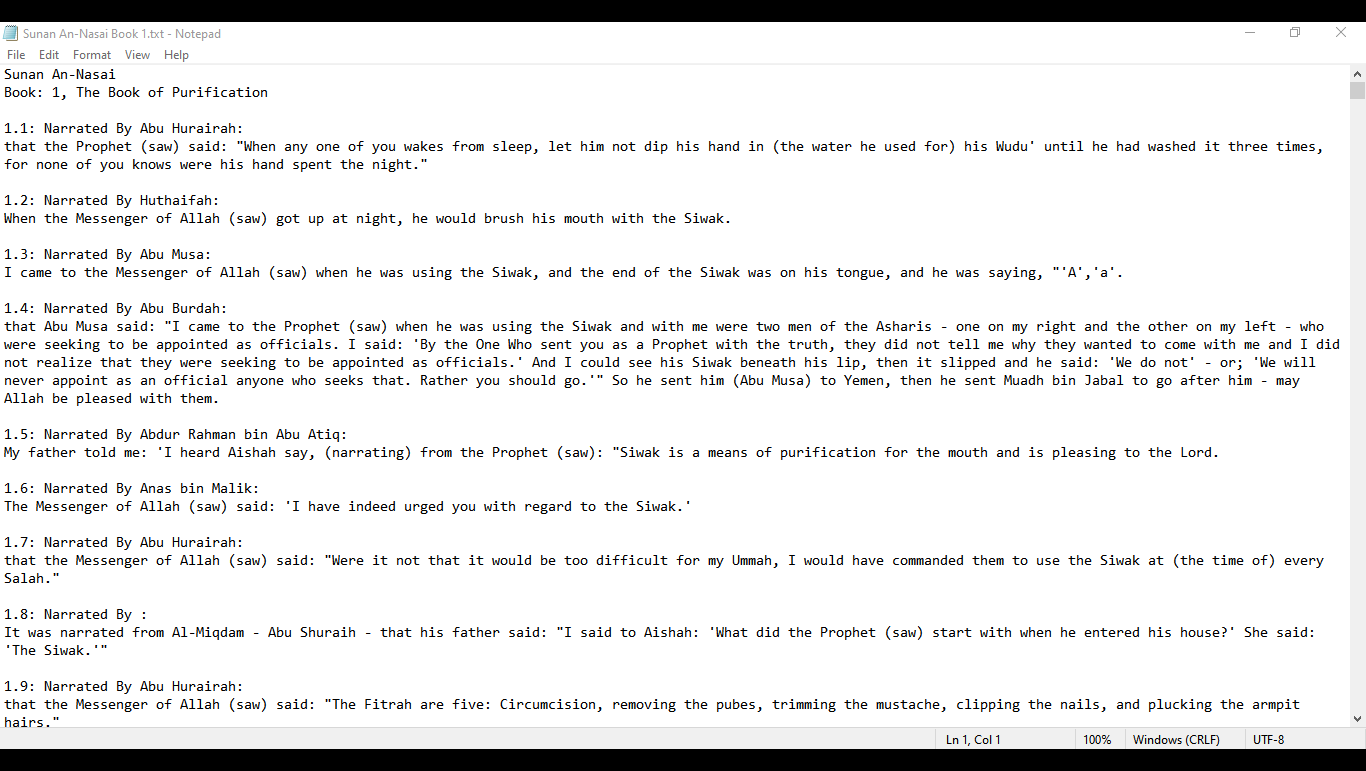 Sunan An-Nasai Book 1.txt - Notepad
File Edit Format View Help
Sunan An-Nasai
Book: 1, The Book of Purification
1.1: Narrated By Abu Hurairah:
that the Prophet (saw) said: "When any one of you wakes from sleep, let him not dip his hand in (the water he used for) his Wudu' until he had washed it three times,
for none of you knows were his hand spent the night."
1.2: Narrated By Huthaifah:
When the Messenger of Allah (saw) got up at night, he would brush his mouth with the Siwak.
1.3: Narrated By Abu Musa:
I came to the Messenger of Allah (saw) when he was using the Siwak, and the end of the Siwak was on his tongue, and he was saying, "'A','a'.
1.4: Narrated By Abu Burdah:
that Abu Musa said: "I came to the Prophet (saw) when he was using the Siwak and with me were two men of the Asharis - one on my right and the other on my left - who
were seeking to be appointed as officials. I said: 'By the One Who sent you as a Prophet with the truth, they did not tell me why they wanted to come with me and I did
not realize that they were seeking to be appointed as officials.' And I could see his Siwak beneath his lip, then it slipped and he said: 'We do not' - or; 'We will
never appoint as an official anyone who seeks that. Rather you should go.'" So he sent him (Abu Musa) to Yemen, then he sent Muadh bin Jabal to go after him - may
Allah be pleased with them.
1.5: Narrated By Abdur Rahman bin Abu Atiq:
My father told me: 'I heard Aishah say, (narrating) from the Prophet (saw): "Siwak is a means of purification for the mouth and is pleasing to the Lord.
1.6: Narrated By Anas bin Malik:
The Messenger of Allah (saw) said: 'I have indeed urged you with regard to the Siwak.'
1.7: Narrated By Abu Hurairah:
that the Messenger of Allah (saw) said: "Were it not that it would be too difficult for my Ummah, I would have commanded them to use the Siwak at (the time of) every
Salah."
1.8: Narrated By :
It was narrated from Al-Miqdam - Abu Shuraih - that his father said: "I said to Aishah: 'What did the Prophet (saw) start with when he entered his house?' She said:
'The Siwak.'"
1.9: Narrated By Abu Hurairah:
that the Messenger of Allah (saw) said: "The Fitrah are five: Circumcision, removing the pubes, trimming the mustache, clipping the nails, and plucking the armpit
hairs."
Ln 1, Col 1 100% Windows (CRLF) UTF-8